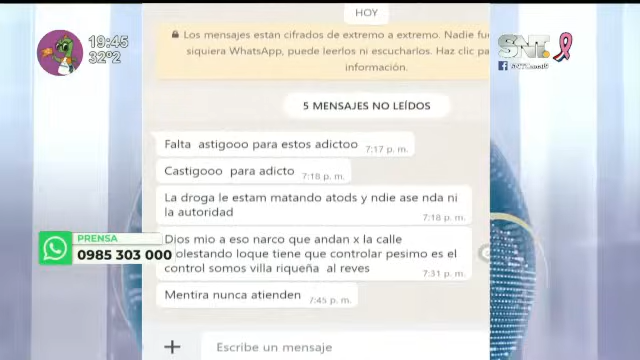 HOY
19:45
32º2
Los mensajes estan cifrados de extremo a extremo. Nadie fue
siquiera WhatsApp, puede leerlos ni escucharlos. Haz clic pa
información.
SNT
5 MENSAJES NO LEÍDOS
Falta astigooo para estos adictoo
7:17 p. m.
Castigooo para adicto
7:18 p. m.
La droga le estam matando atods y ndie ase nda ni
la autoridad
7:18 p. m.
PRENSA
0985 303 000
Dios mio a eso narco que andan x la calle
olestando loque tiene que controlar pesimo es el
control somos villa riqueña al reves
7:31 p. m.
Mentira nunca atienden
7:45 p. m.
Escribe un mensaje